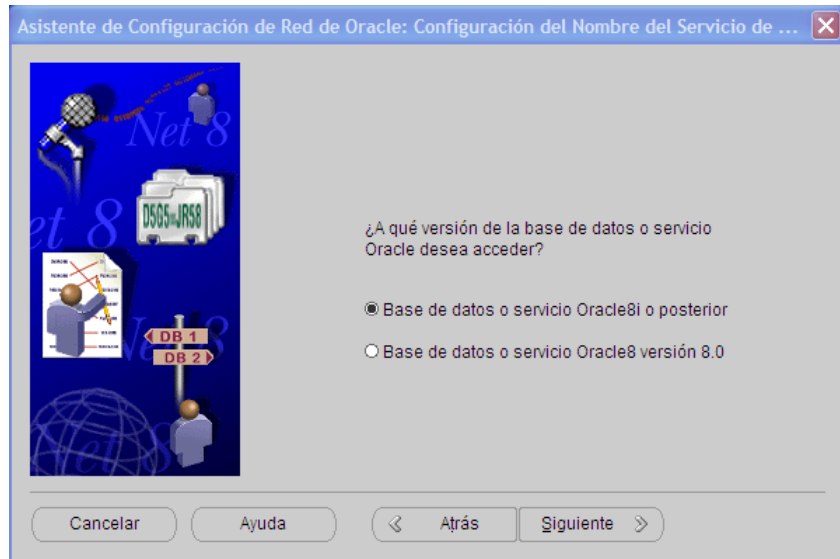 Asistente de Configuración de Red de Oracle: Configuración del Nombre del Servicio de ...
Net 8
D5G5 JR58
et 8
DB 1
DB 2
Net 8
¿A qué versión de la base de datos o servicio
Oracle desea acceder?
Base de datos o servicio Oracle8i o posterior
Base de datos o servicio Oracle8 versión 8.0
Cancelar
Ayuda
Atrás
Siguiente